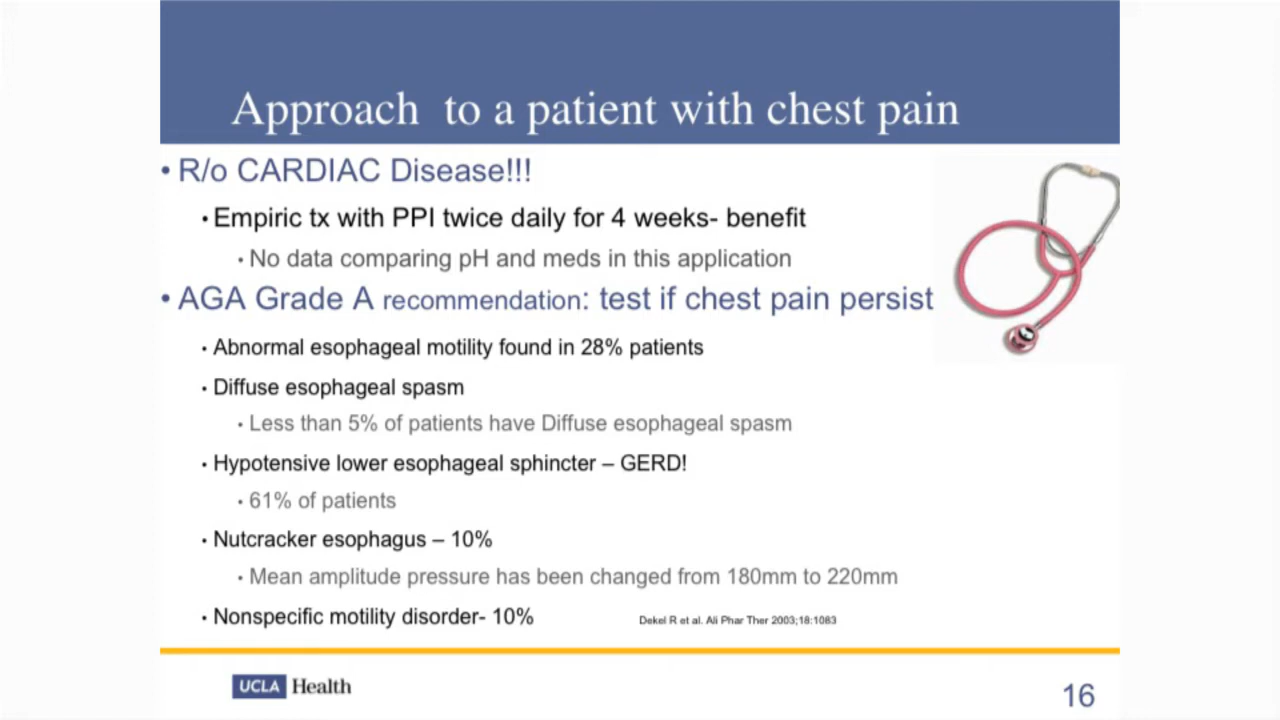 Approach to a patient with chest pain
• R/o CARDIAC Disease!!!
• Empiric tx with PPI twice daily for 4 weeks- benefit
• No data comparing pH and meds in this application
• AGA Grade A recommendation: test if chest pain persist
• Abnormal esophageal motility found in 28% patients
• Diffuse esophageal spasm
• Less than 5% of patients have Diffuse esophageal spasm
• Hypotensive lower esophageal sphincter – GERD!
• 61% of patients
• Nutcracker esophagus – 10%
• Mean amplitude pressure has been changed from 180mm to 220mm
• Nonspecific motility disorder- 10%
Dekel R et al. Ali Phar Ther 2003;18:1083
UCLA Health
16